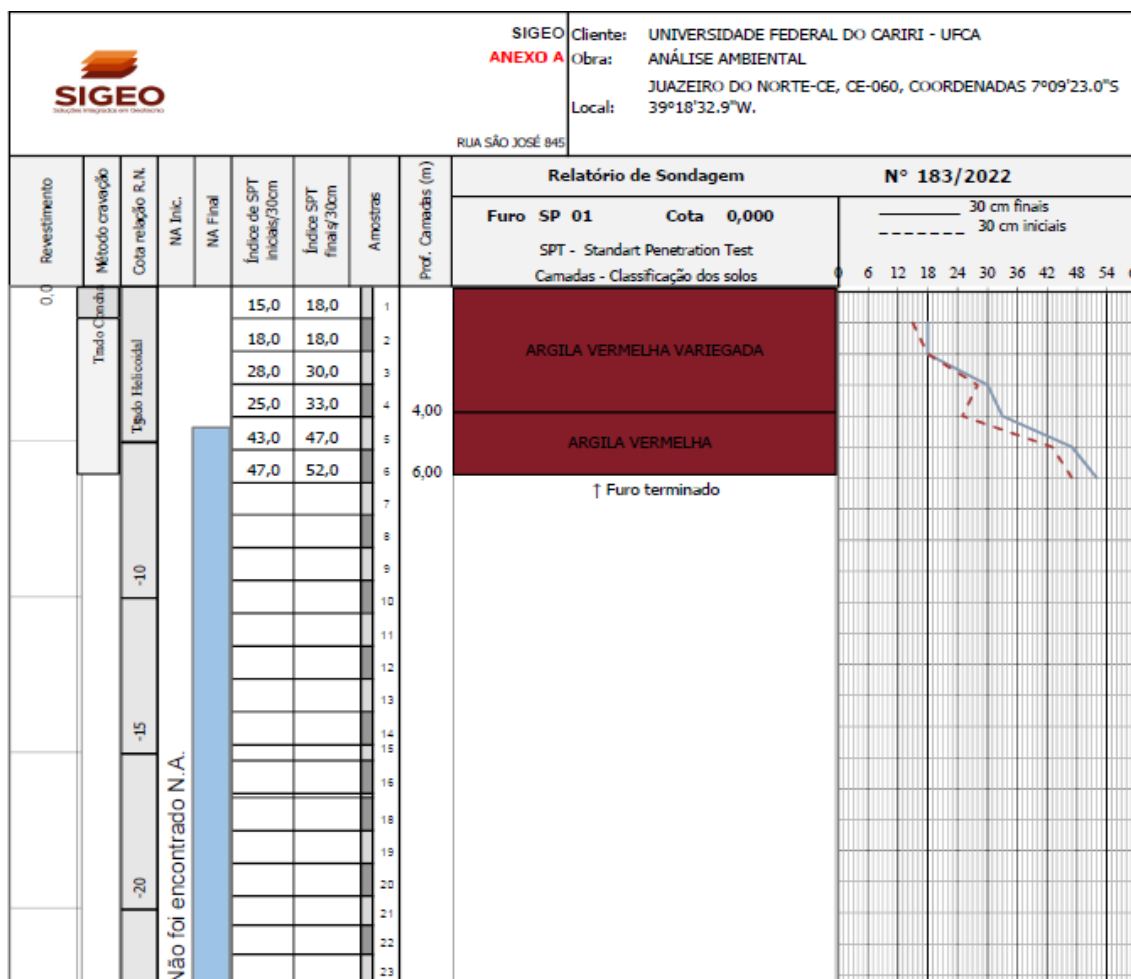 SIGEO
Soluções Integradas em Geotecnia
SIGEO
ANEXO A
RUA SÃO JOSÉ 845
Cliente: UNIVERSIDADE FEDERAL DO CARIRI - UFCA
Obra: ANÁLISE AMBIENTAL
Local: JUAZEIRO DO NORTE-CE, CE-060, COORDENADAS 7º09'23.0"S
39º18'32.9"W.
Revestimento
Método cravação
Cota relação R.N.
NA Inic.
NA Final
Índice de SPT
iniciais/30cm
Índice SPT
finais/30cm
Amostras
Prof. Camadas (m)
Relatório de Sondagem Nº 183/2022
Furo SP 01 Cota 0,000
SPT - Standart Penetration Test
Camadas - Classificação dos solos
30 cm finais
30 cm iniciais
0 6 12 18 24 30 36 42 48 54
0,0
Trado Concha
Trado Helicoidal
-10
-15
-20
Não foi encontrado N.A.
15,0 18,0 1
18,0 18,0 2
28,0 30,0 3
25,0 33,0 4
43,0 47,0 5
47,0 52,0 6
7
8
9
10
11
12
13
14
15
16
18
19
20
21
22
23
4,00
6,00
ARGILA VERMELHA VARIEGADA
ARGILA VERMELHA
↑ Furo terminado